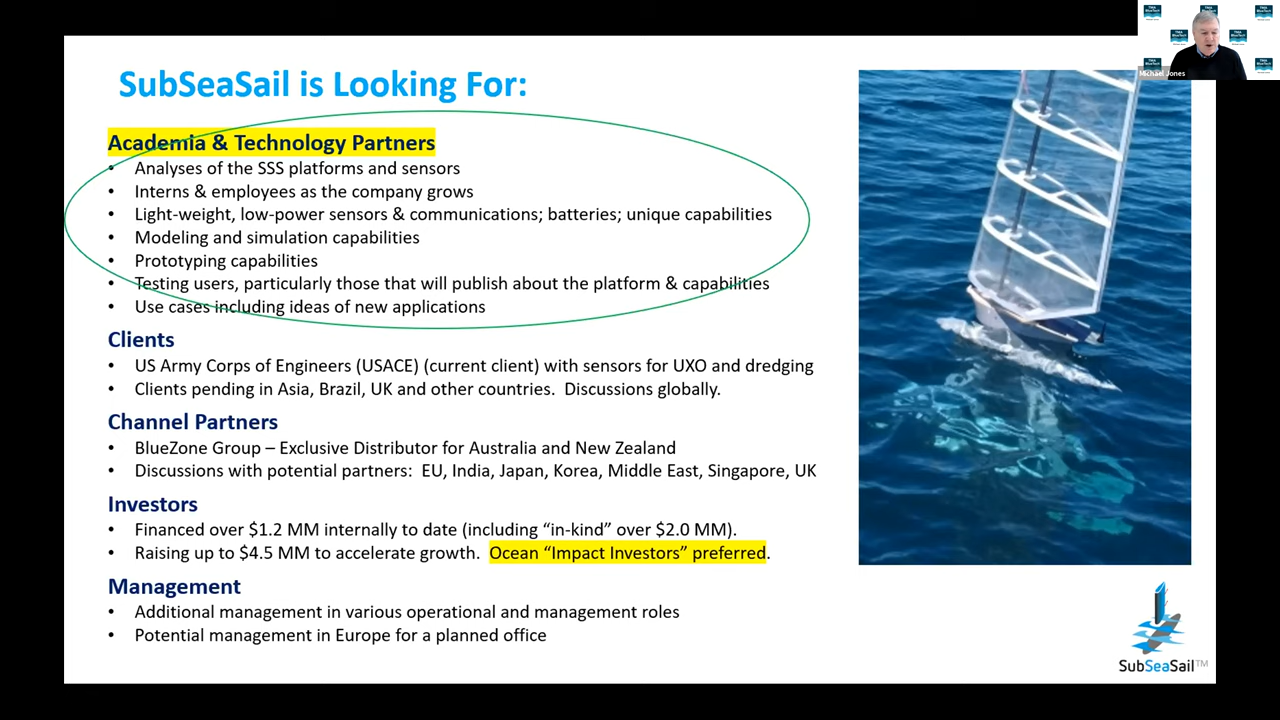 SubSeaSail is Looking For:
Academia & Technology Partners
• Analyses of the SSS platforms and sensors
• Interns & employees as the company grows
• Light-weight, low-power sensors & communications; batteries; unique capabilities
• Modeling and simulation capabilities
• Prototyping capabilities
• Testing users, particularly those that will publish about the platform & capabilities
• Use cases including ideas of new applications
Clients
• US Army Corps of Engineers (USACE) (current client) with sensors for UXO and dredging
• Clients pending in Asia, Brazil, UK and other countries.  Discussions globally.
Channel Partners
• BlueZone Group – Exclusive Distributor for Australia and New Zealand
• Discussions with potential partners:  EU, India, Japan, Korea, Middle East, Singapore, UK
Investors
• Financed over $1.2 MM internally to date (including “in-kind” over $2.0 MM).
• Raising up to $4.5 MM to accelerate growth.  Ocean “Impact Investors” preferred.
Management
• Additional management in various operational and management roles
• Potential management in Europe for a planned office
SubSeaSail™
Michael Jones